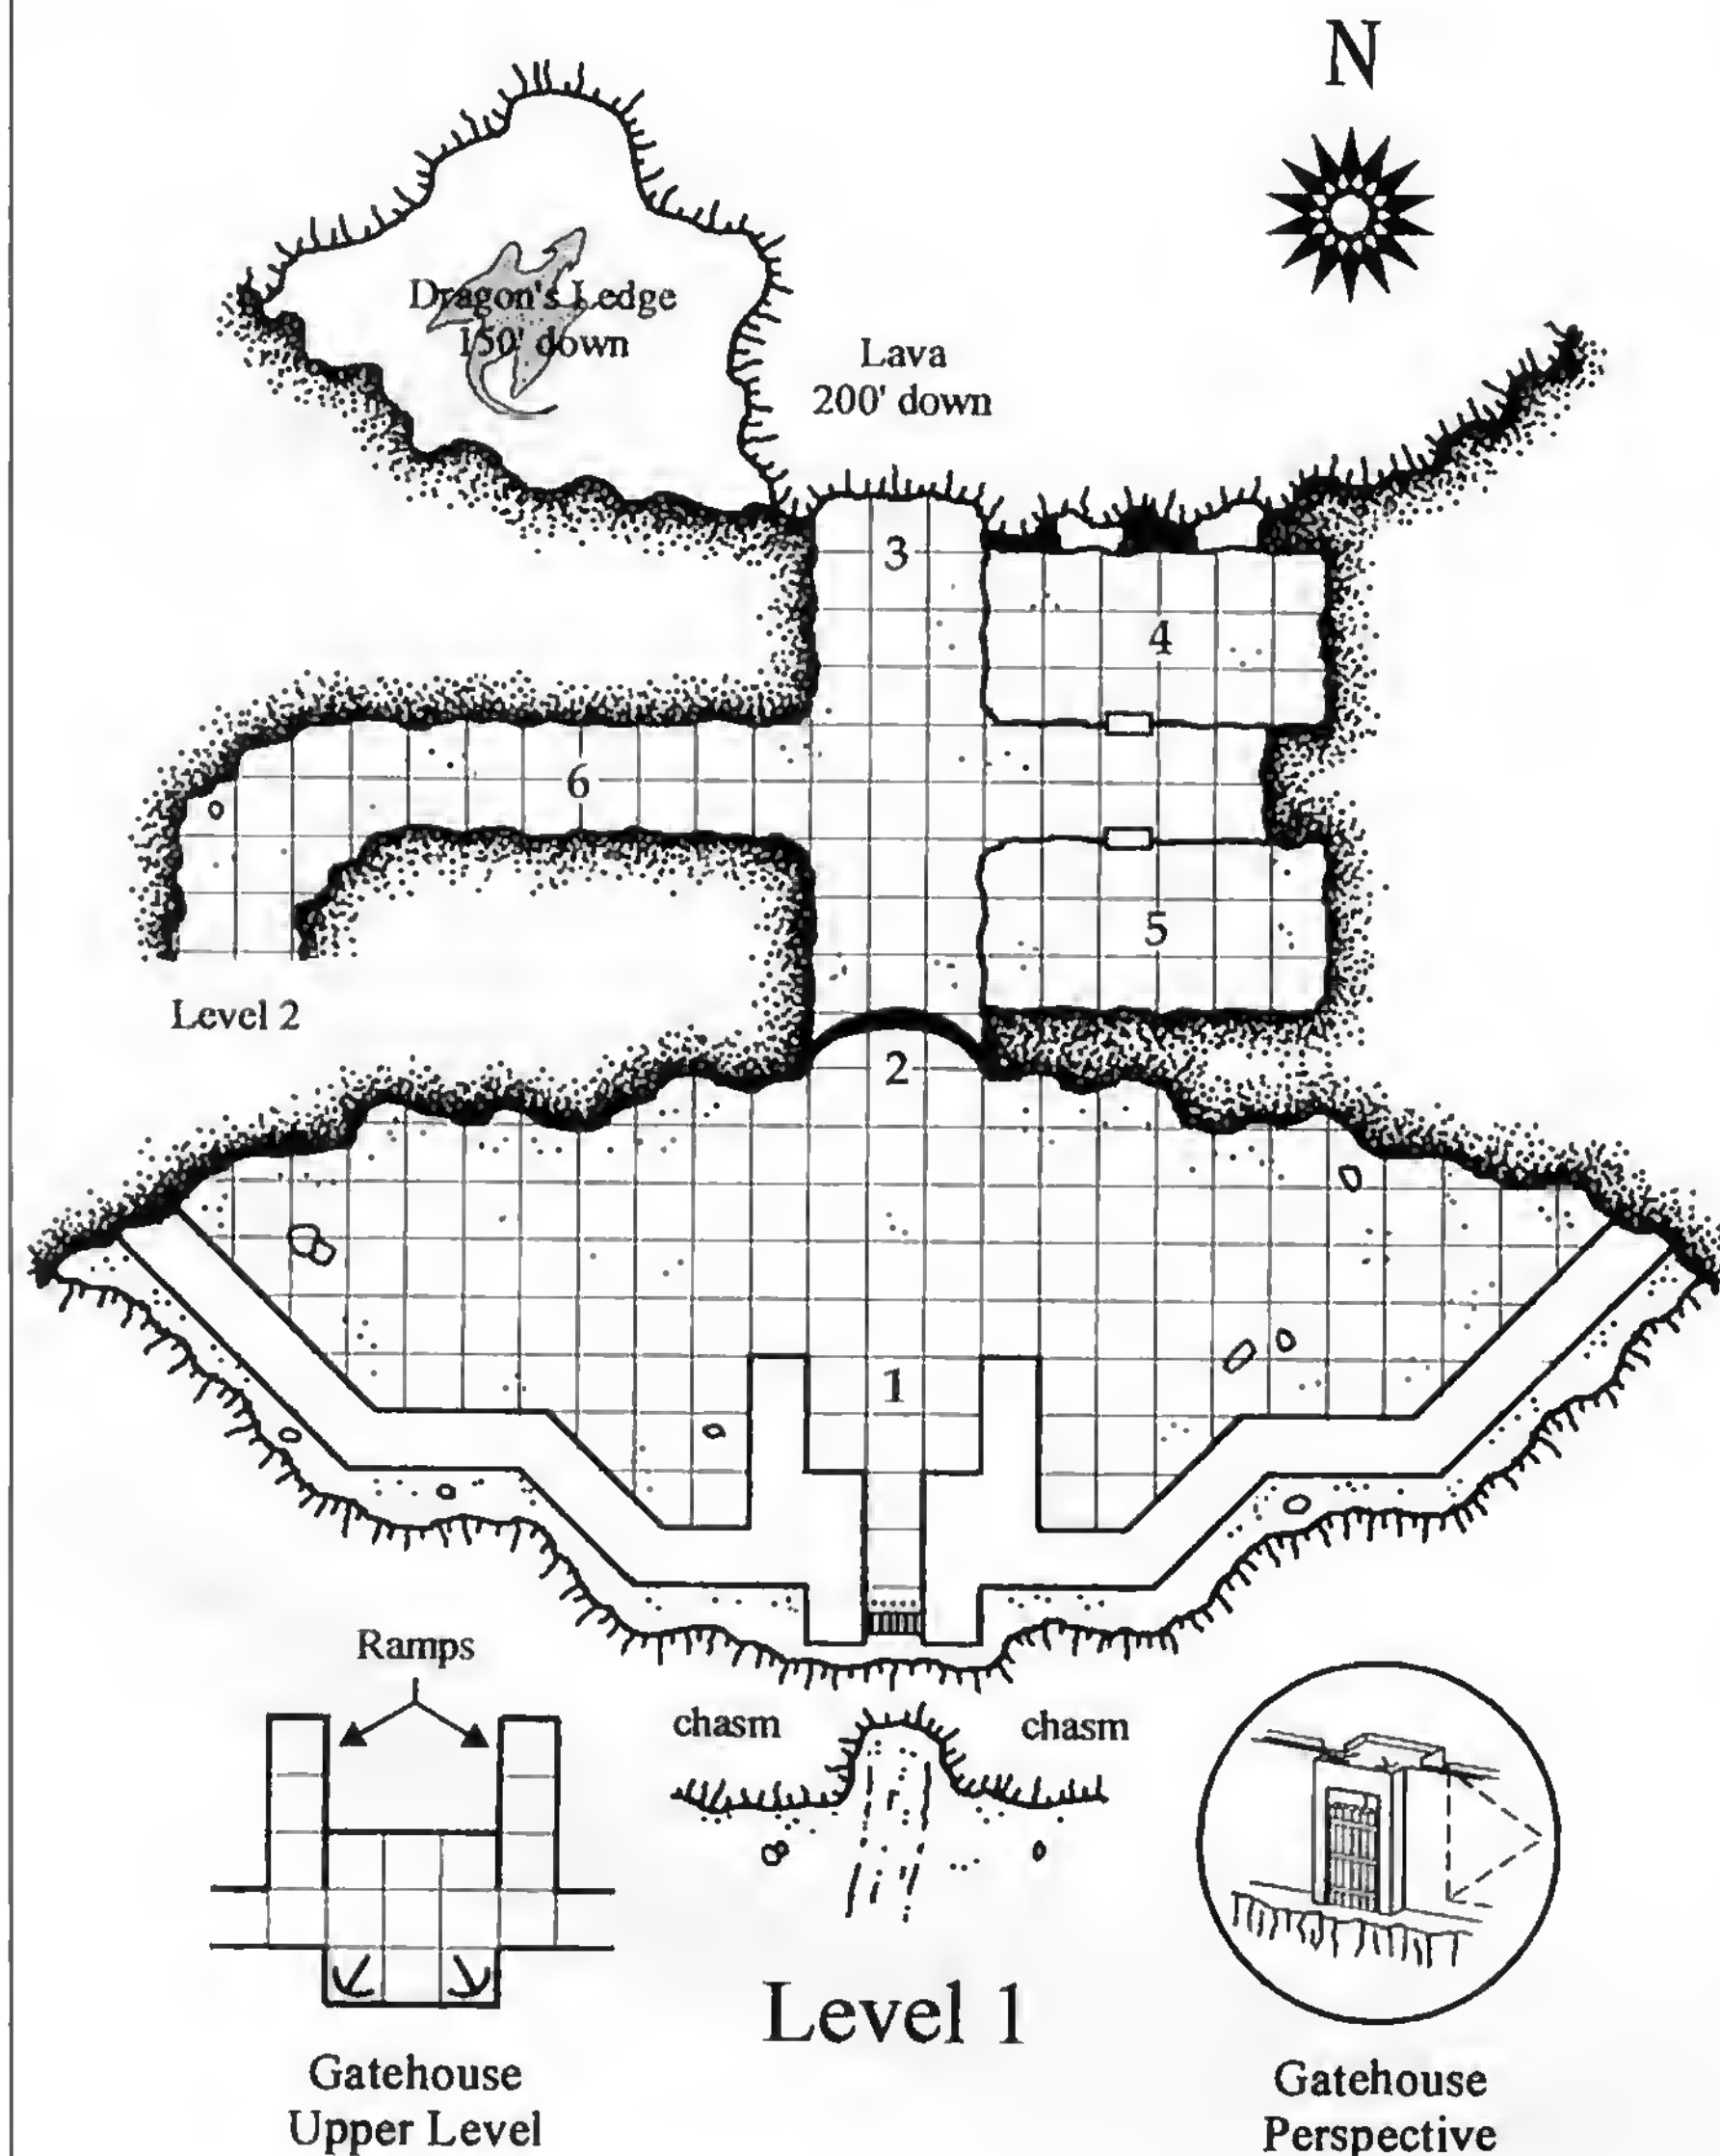 N
Dragon's Ledge
150' down
Lava
200' down
3
4
6
5
Level 2
2
1
Ramps
chasm
chasm
Level 1
Gatehouse
Upper Level
Gatehouse
Perspective